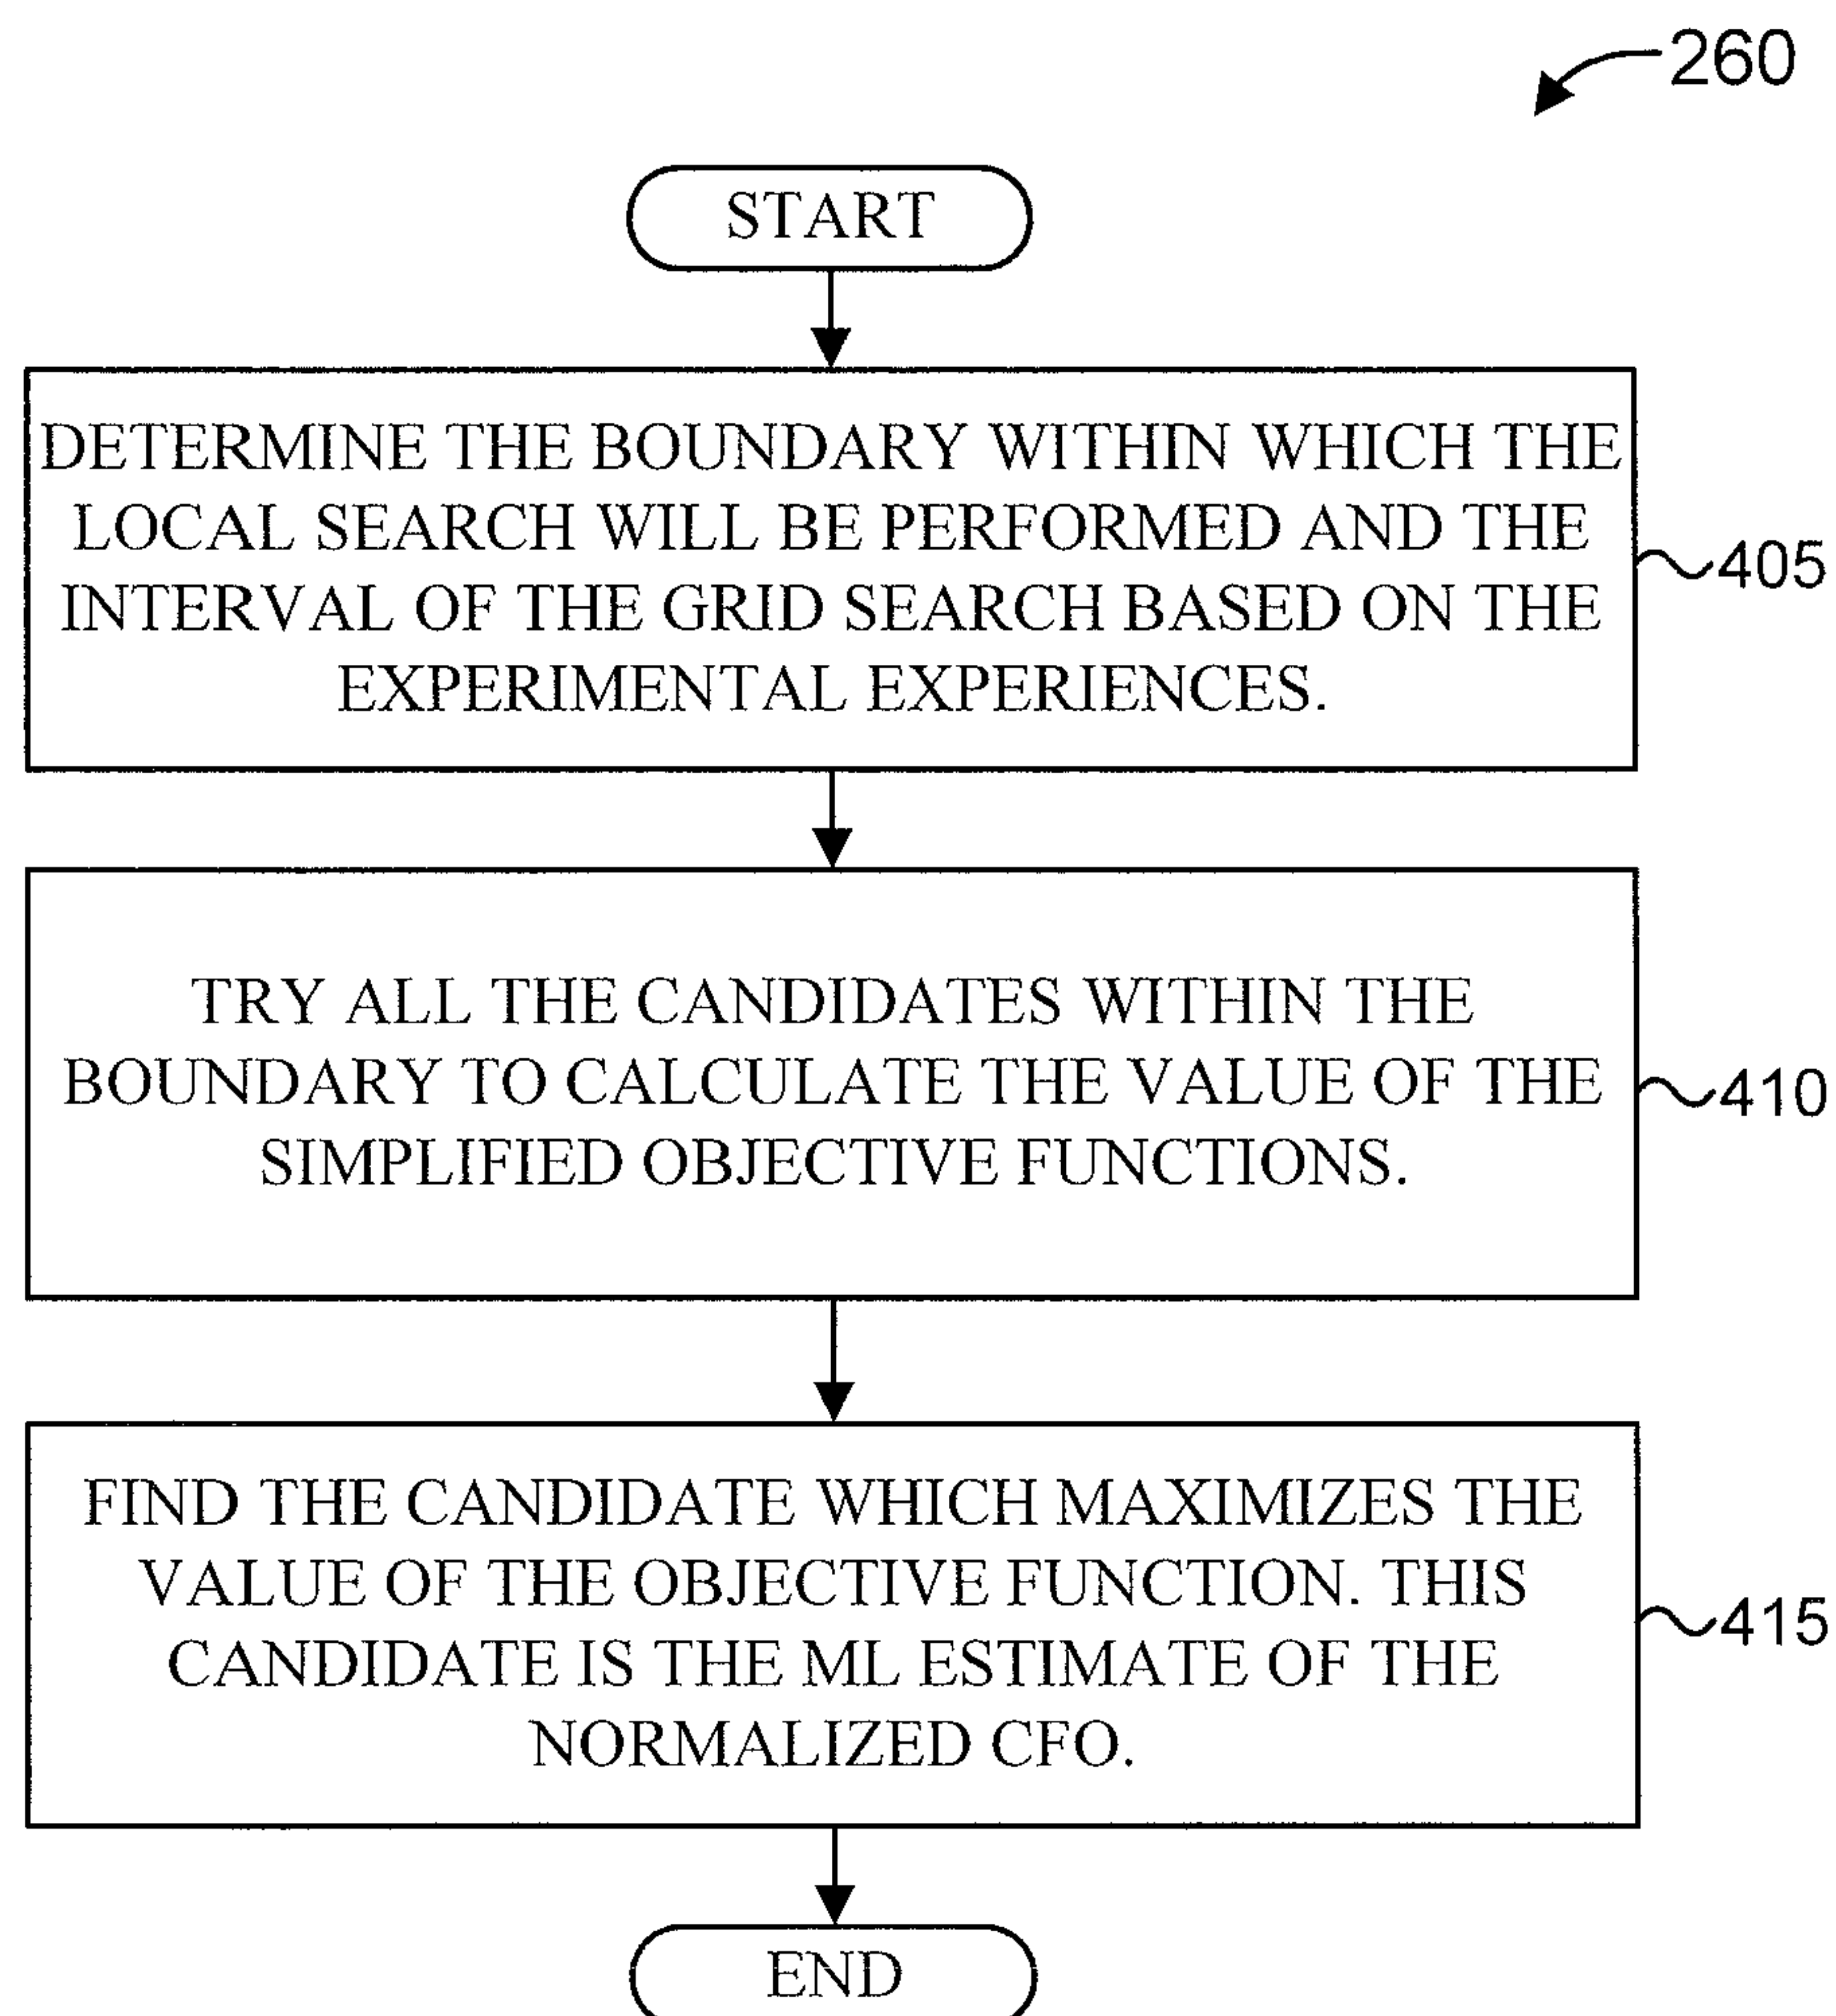 260
START
DETERMINE THE BOUNDARY WITHIN WHICH THE
LOCAL SEARCH WILL BE PERFORMED AND THE
INTERVAL OF THE GRID SEARCH BASED ON THE
EXPERIMENTAL EXPERIENCES.
405
TRY ALL THE CANDIDATES WITHIN THE
BOUNDARY TO CALCULATE THE VALUE OF THE
SIMPLIFIED OBJECTIVE FUNCTIONS.
410
FIND THE CANDIDATE WHICH MAXIMIZES THE
VALUE OF THE OBJECTIVE FUNCTION. THIS
CANDIDATE IS THE ML ESTIMATE OF THE
NORMALIZED CFO.
415
END